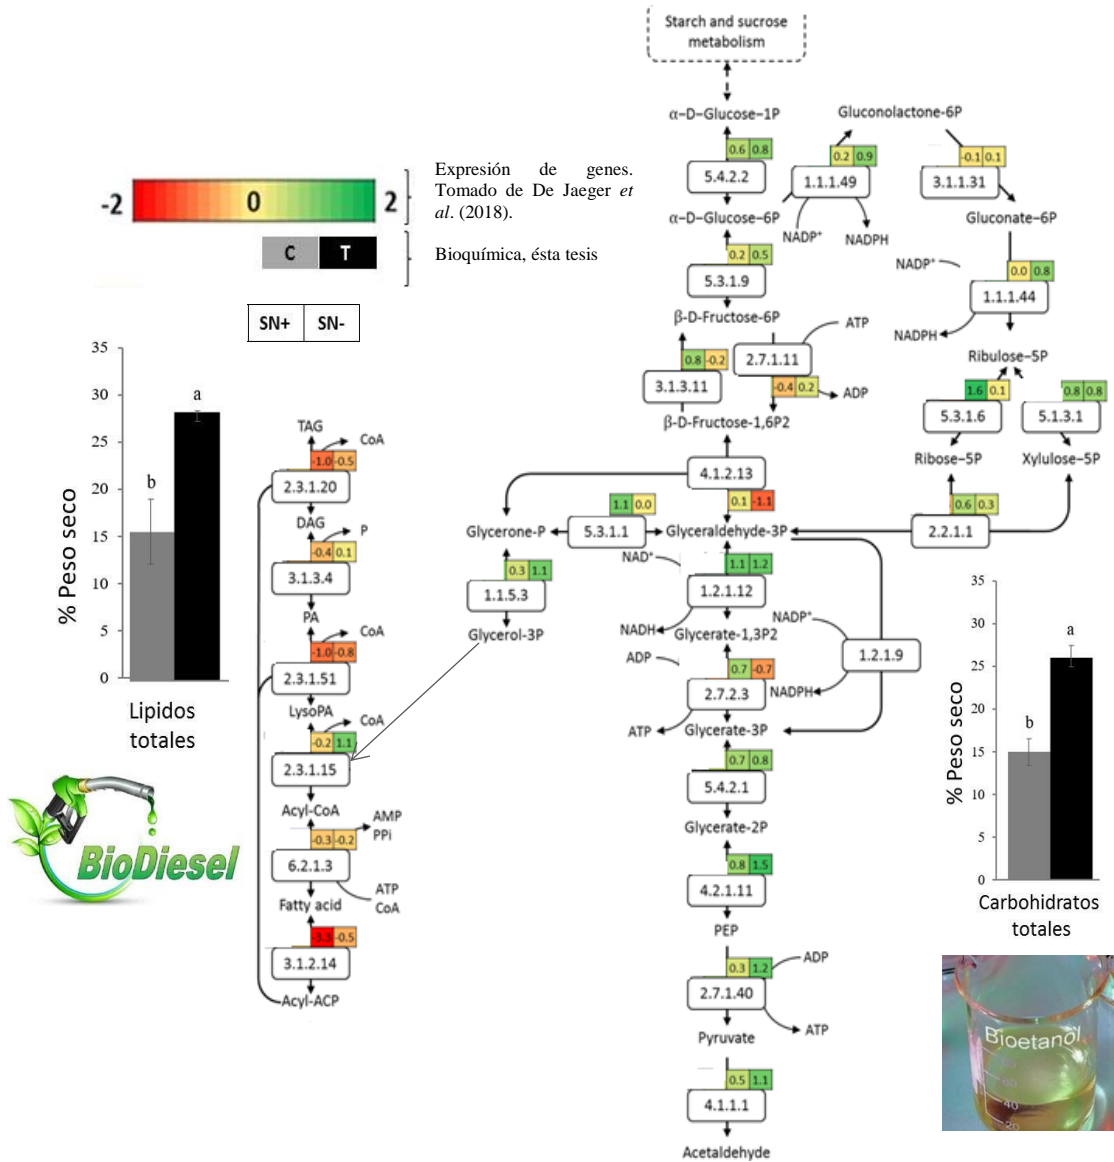 Starch and sucrose
metabolism
α-D-Glucose-1P
Gluconolactone-6P
0.6 0.8
5.4.2.2
0.2 0.9
1.1.1.49
-0.1 0.1
3.1.1.31
-2 0 2
Expresión de genes.
Tomado de De Jaeger et
al. (2018).
C T
Bioquímica, ésta tesis
SN+ SN-
α-D-Glucose-6P
NADP+
NADPH
Gluconate-6P
0.2 0.5
5.3.1.9
NADP+
0.0 0.8
1.1.1.44
NADPH
β-D-Fructose-6P
ATP
0.8 -0.2
3.1.3.11
2.7.1.11
-0.4 0.2
ADP
Ribulose-5P
1.6 0.1
5.3.1.6
0.8 0.8
5.1.3.1
β-D-Fructose-1,6P2
Ribose-5P
Xylulose-5P
4.1.2.13
0.1 -1.1
1.1 0.0
5.3.1.1
Glycerone-P
Glyceraldehyde-3P
0.6 0.3
2.2.1.1
0.3 1.1
1.1.5.3
Glycerol-3P
NAD+
1.1 1.2
1.2.1.12
NADH
Glycerate-1,3P2
NADP+
1.2.1.9
NADPH
ADP
0.7 -0.7
2.7.2.3
ATP
Glycerate-3P
0.7 0.8
5.4.2.1
Glycerate-2P
0.8 1.5
4.2.1.11
PEP
0.3 1.2
ADP
2.7.1.40
ATP
Pyruvate
0.5 1.1
4.1.1.1
Acetaldehyde
TAG
CoA
-1.0 -0.5
2.3.1.20
DAG
P
-0.4 0.1
3.1.3.4
PA
CoA
-1.0 -0.8
2.3.1.51
LysoPA
CoA
-0.2 1.1
2.3.1.15
Acyl-CoA
AMP
PPi
-0.3 -0.2
6.2.1.3
ATP
CoA
Fatty acid
-3.3 -0.5
3.1.2.14
Acyl-ACP
% Peso seco
35
30
25
20
15
10
5
0
b
a
Lipidos
totales
BioDiesel
% Peso seco
35
30
25
20
15
10
5
0
b
a
Carbohidratos
totales
Bioetanol
60
40
20